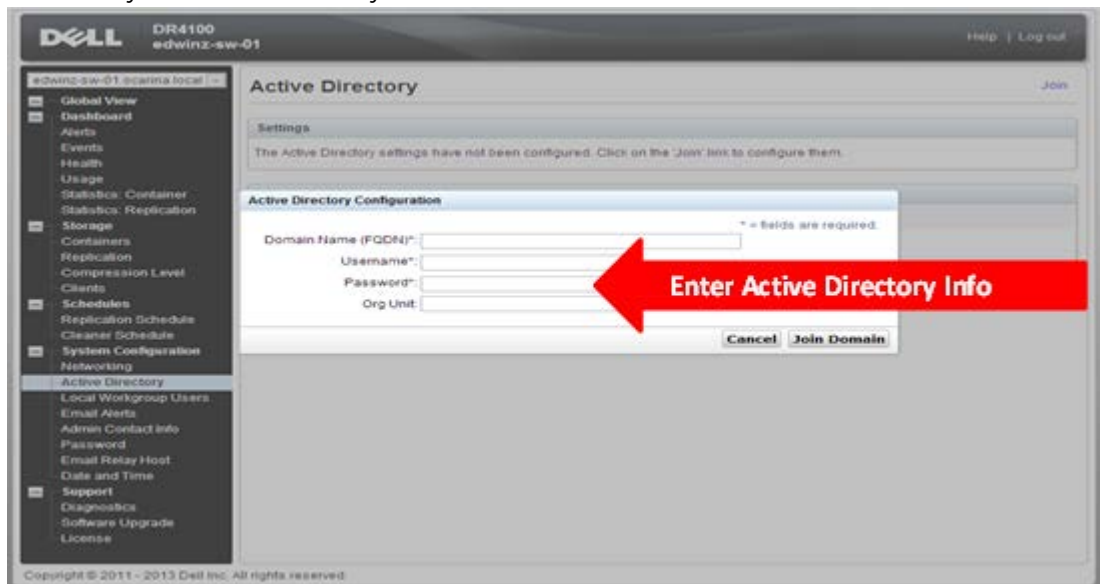 DELL DR4100
edwinz-sw-01
Help | Log out
edwinz-sw-01.ocarina.local
Global View
Dashboard
Alerts
Events
Health
Usage
Statistics: Container
Statistics: Replication
Storage
Containers
Replication
Compression Level
Clients
Schedules
Replication Schedule
Cleaner Schedule
System Configuration
Networking
Active Directory
Local Workgroup Users
Email Alerts
Admin Contact Info
Password
Email Relay Host
Date and Time
Support
Diagnostics
Software Upgrade
License
Active Directory
Join
Settings
The Active Directory settings have not been configured. Click on the 'Join' link to configure them.
Active Directory Configuration
* = fields are required.
Domain Name (FQDN)*:
Username*:
Password*:
Org Unit:
Enter Active Directory Info
Cancel Join Domain
Copyright © 2011 - 2013 Dell Inc. All rights reserved.